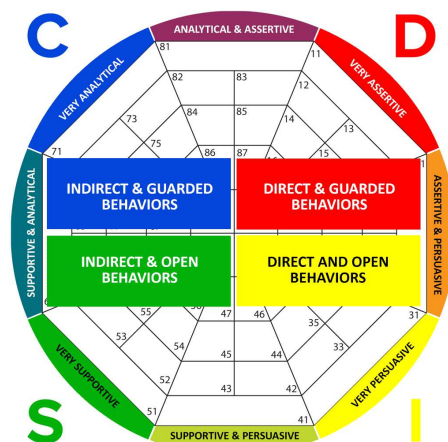 C
D
ANALYTICAL & ASSERTIVE
VERY ANALYTICAL
VERY ASSERTIVE
81
11
82
83
12
84
85
14
73
13
75
15
86
87
71
INDIRECT & GUARDED
BEHAVIORS
DIRECT & GUARDED
BEHAVIORS
SUPPORTIVE & ANALYTICAL
ASSERTIVE & PERSUASIVE
INDIRECT & OPEN
BEHAVIORS
DIRECT AND OPEN
BEHAVIORS
55
47
46
35
31
53
54
45
44
33
52
43
42
51
41
VERY SUPPORTIVE
VERY PERSUASIVE
SUPPORTIVE & PERSUASIVE
S
I